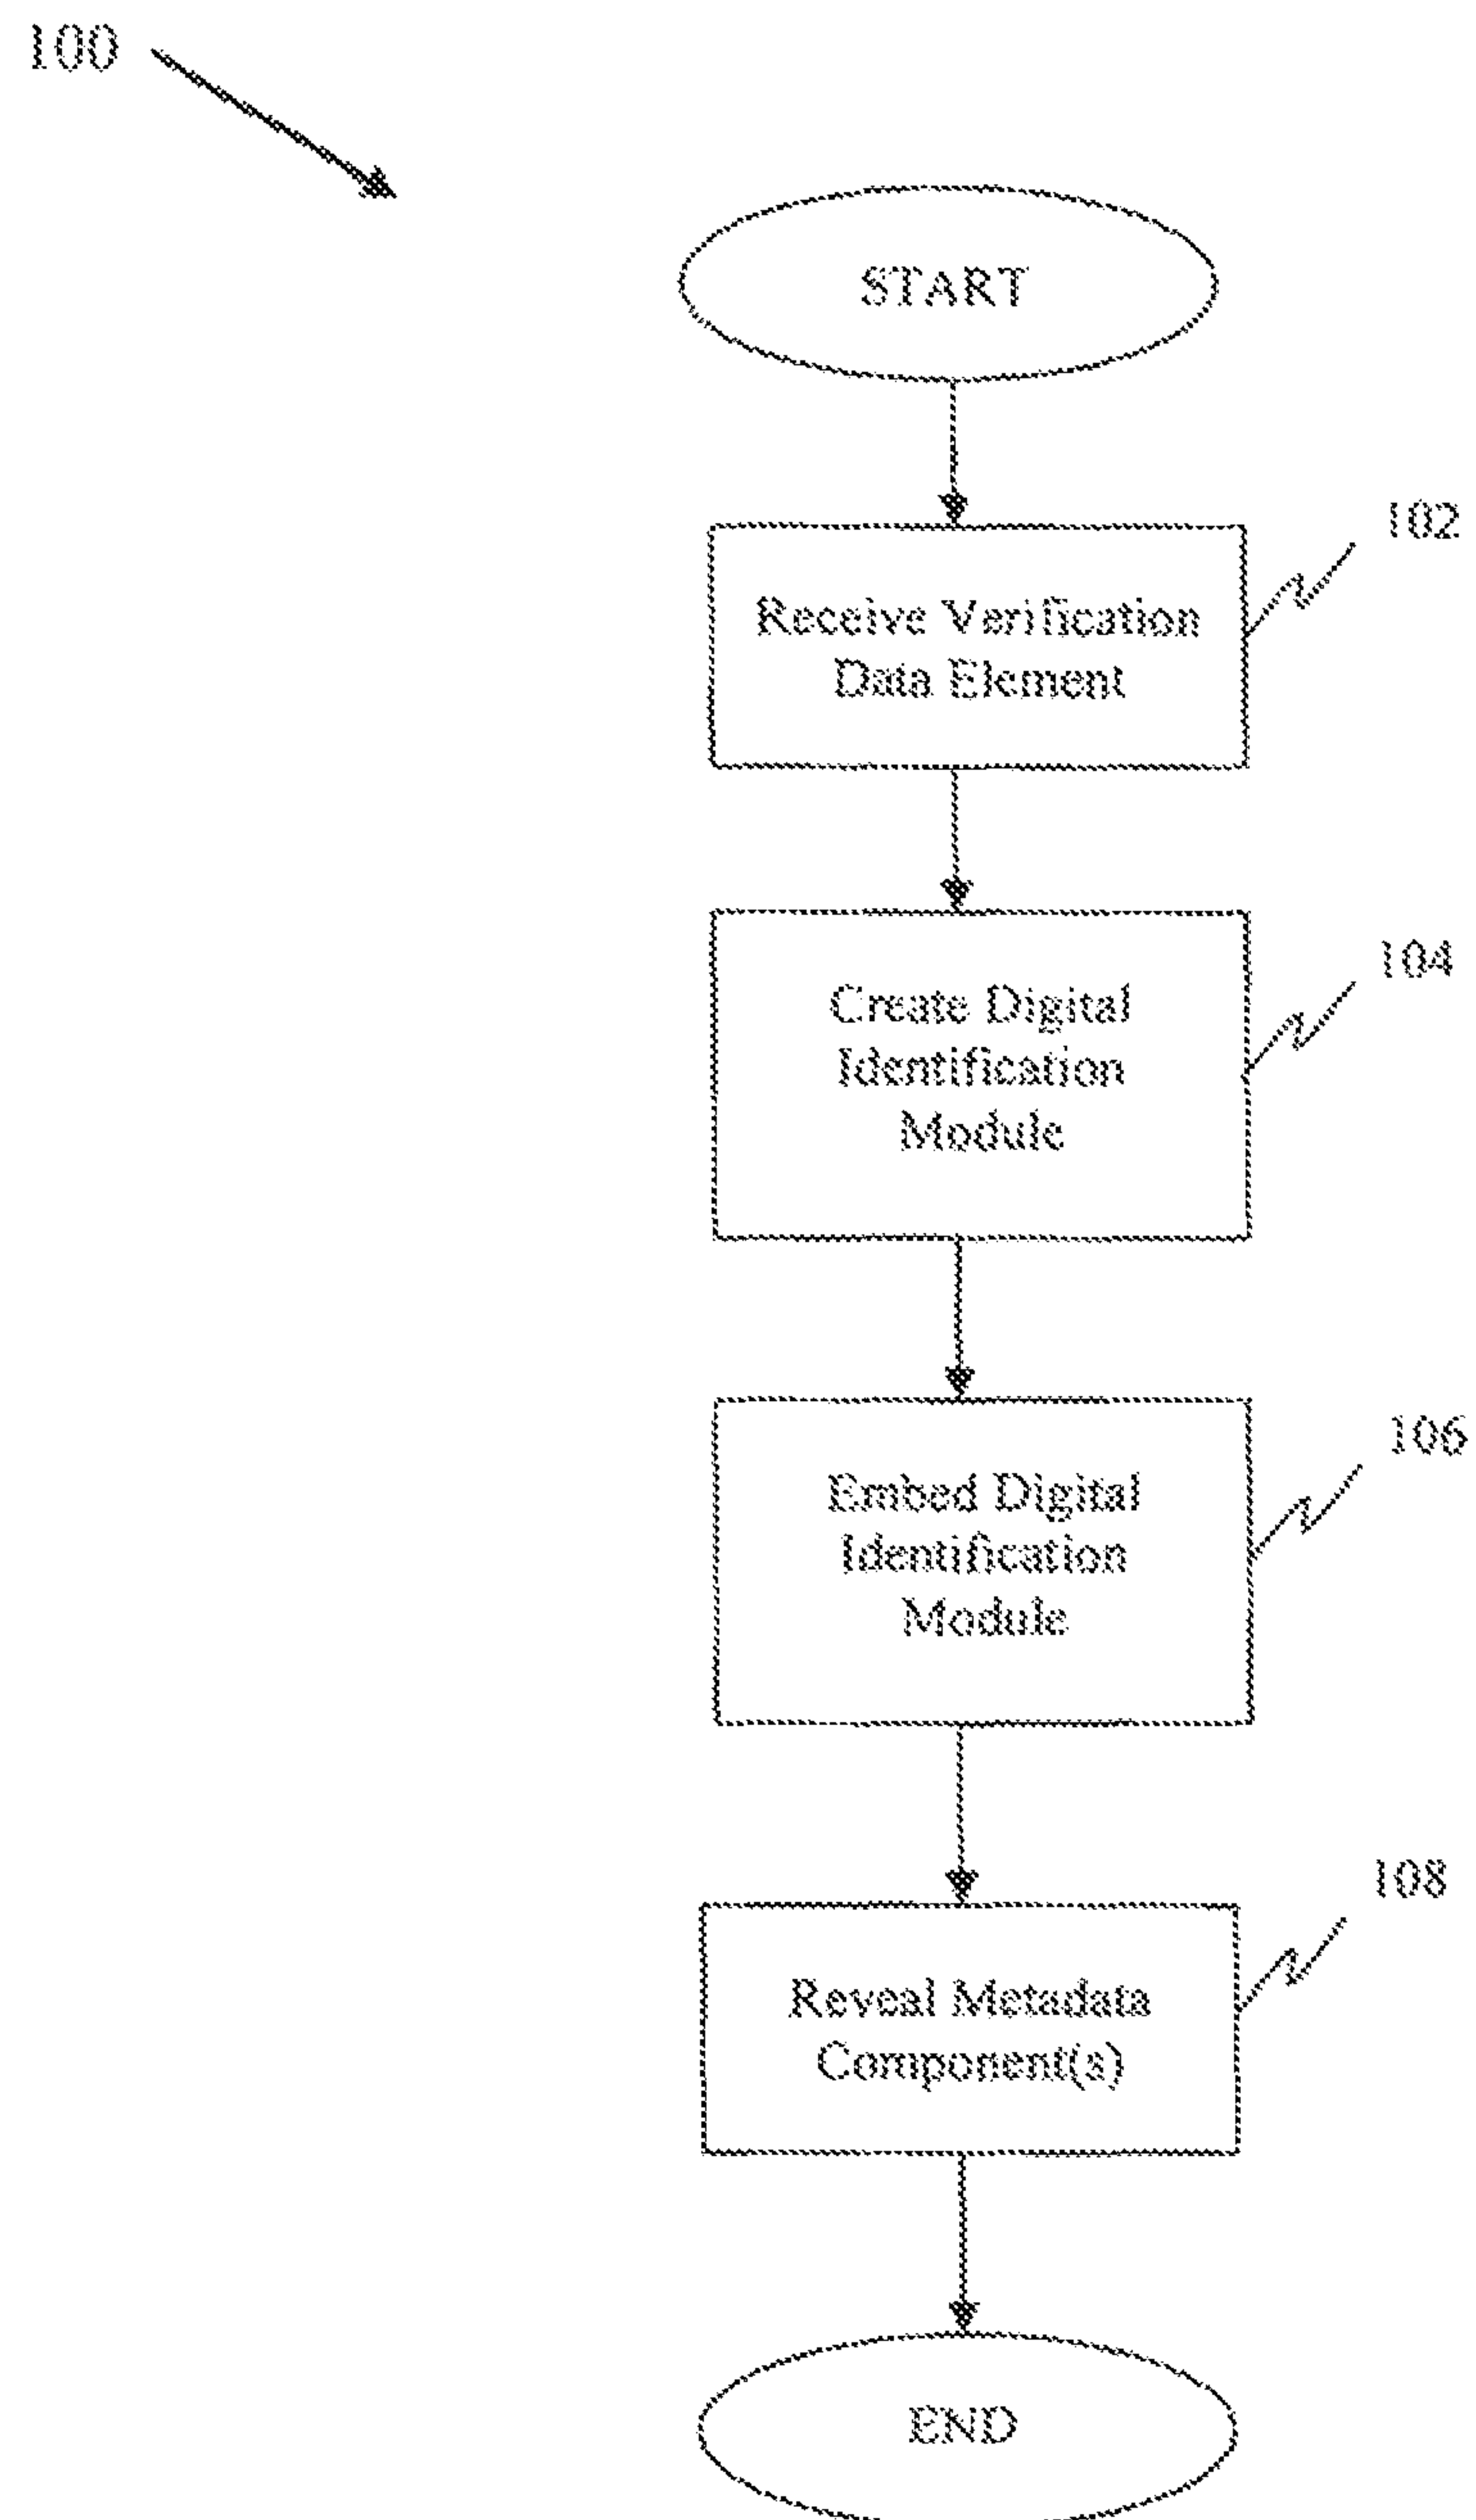 100
START
102
Receive Verification
Data Element
104
Create Digital
Identification
Module
106
Embed Digital
Identification
Module
108
Reveal Metadata
Component(s)
END